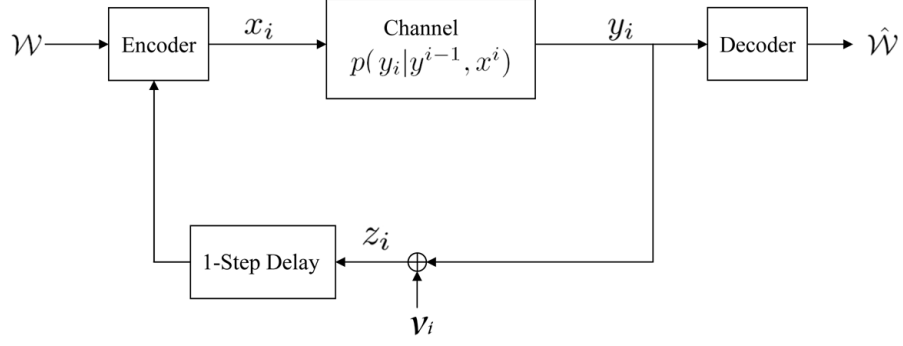 𝒲
Encoder
x_i
Channel
p( y_i|y^{i-1}, x^i)
y_i
Decoder
𝒲̂
1-Step Delay
z_i
v_i